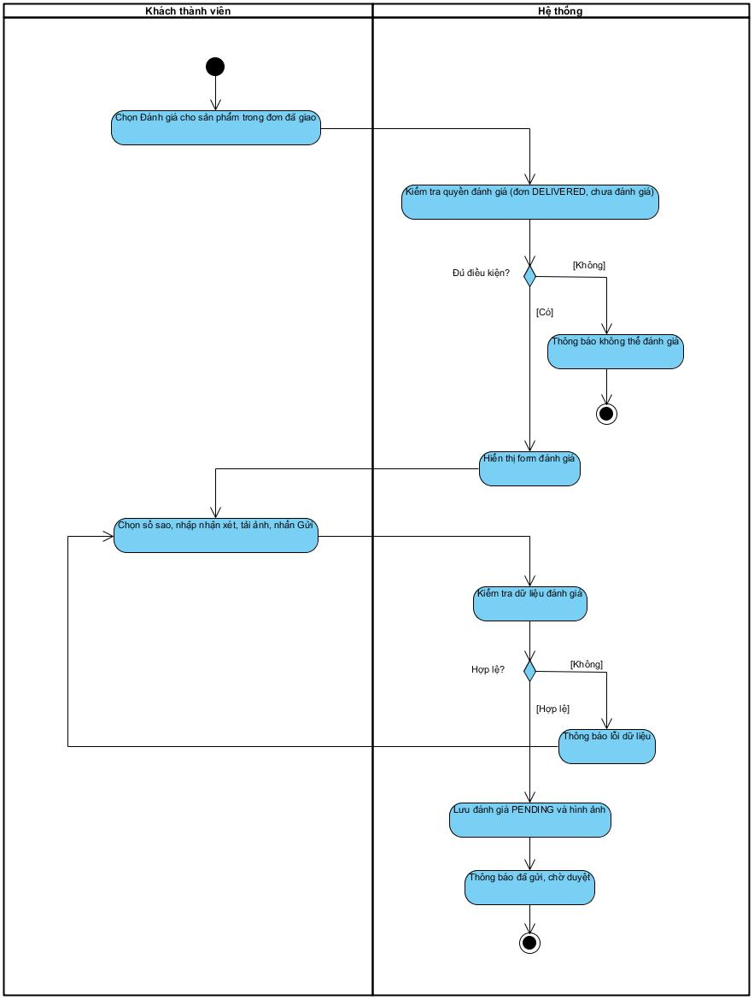 Khách thành viên
Hệ thống
Chọn Đánh giá cho sản phẩm trong đơn đã giao
Kiểm tra quyền đánh giá (đơn DELIVERED, chưa đánh giá)
Đủ điều kiện?
[Không]
[Có]
Thông báo không thể đánh giá
Hiển thị form đánh giá
Chọn số sao, nhập nhận xét, tải ảnh, nhấn Gửi
Kiểm tra dữ liệu đánh giá
Hợp lệ?
[Không]
[Hợp lệ]
Thông báo lỗi dữ liệu
Lưu đánh giá PENDING và hình ảnh
Thông báo đã gửi, chờ duyệt